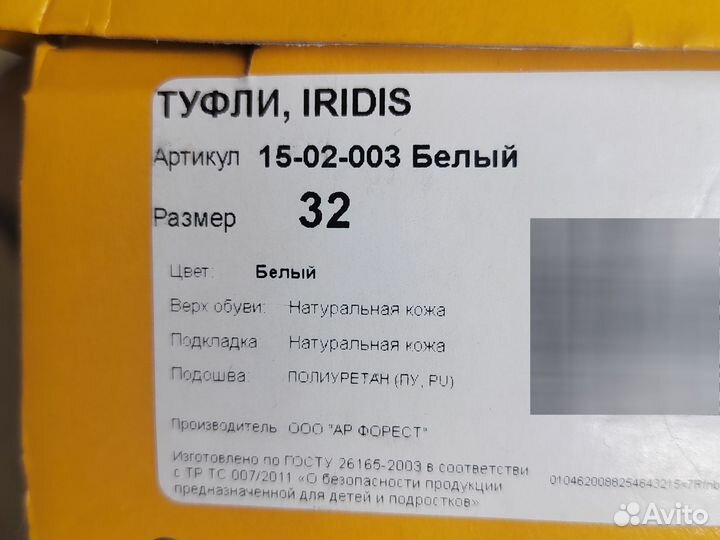 ТУФЛИ, IRIDIS
Артикул 15-02-003 Белый
Размер 32
Цвет: Белый
Верх обуви: Натуральная кожа
Подкладка Натуральная кожа
Подошва: ПОЛИУРЕТАН (ПУ, PU)
Производитель ООО "АР ФОРЕСТ"
Изготовлено по ГОСТУ 26165-2003 в соответстви
с ТР ТС 007/2011 «О безопасности продукции
предназначенной для детей и подростков»
Avito